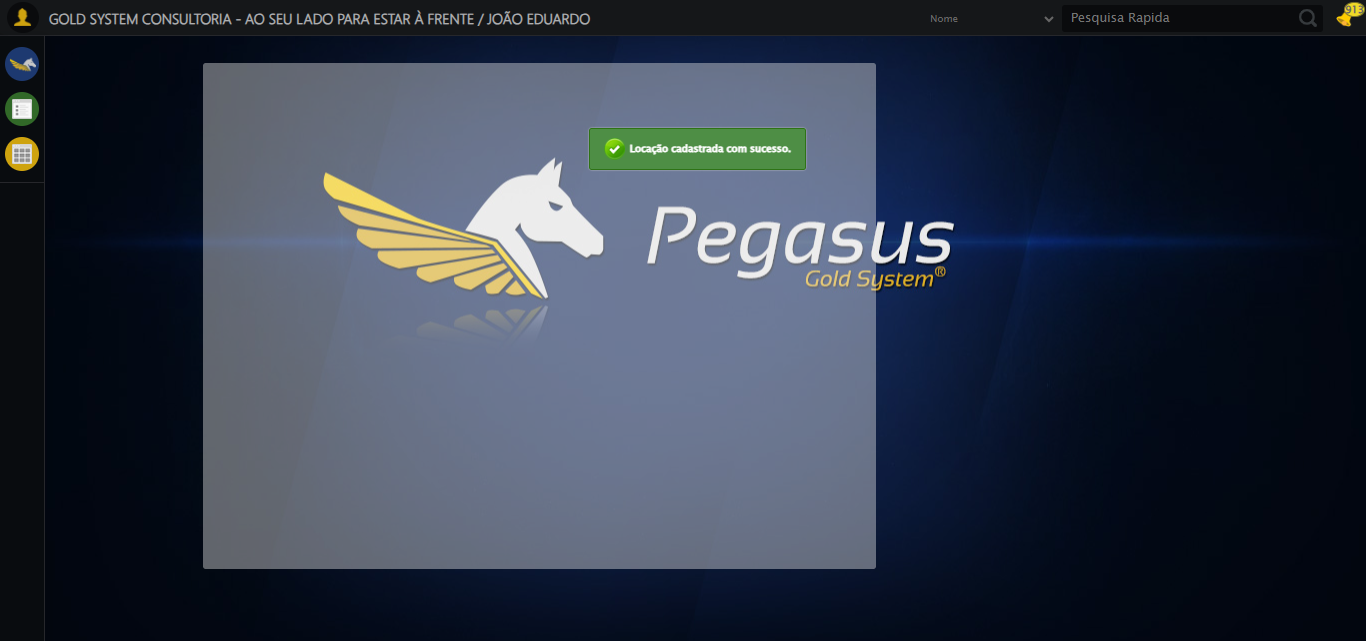 GOLD SYSTEM CONSULTORIA - AO SEU LADO PARA ESTAR À FRENTE / JOÃO EDUARDO
Nome
Pesquisa Rapida
913
Locação cadastrada com sucesso.
Pegasus
Gold System®